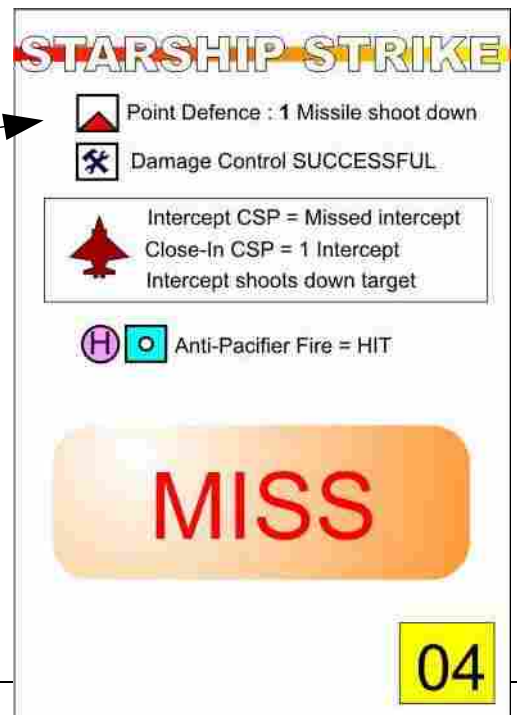 STARSHIP STRIKE
Point Defence : 1 Missile shoot down
Damage Control SUCCESSFUL
Intercept CSP = Missed intercept
Close-In CSP = 1 Intercept
Intercept shoots down target
H Anti-Pacifier Fire = HIT
MISS
04